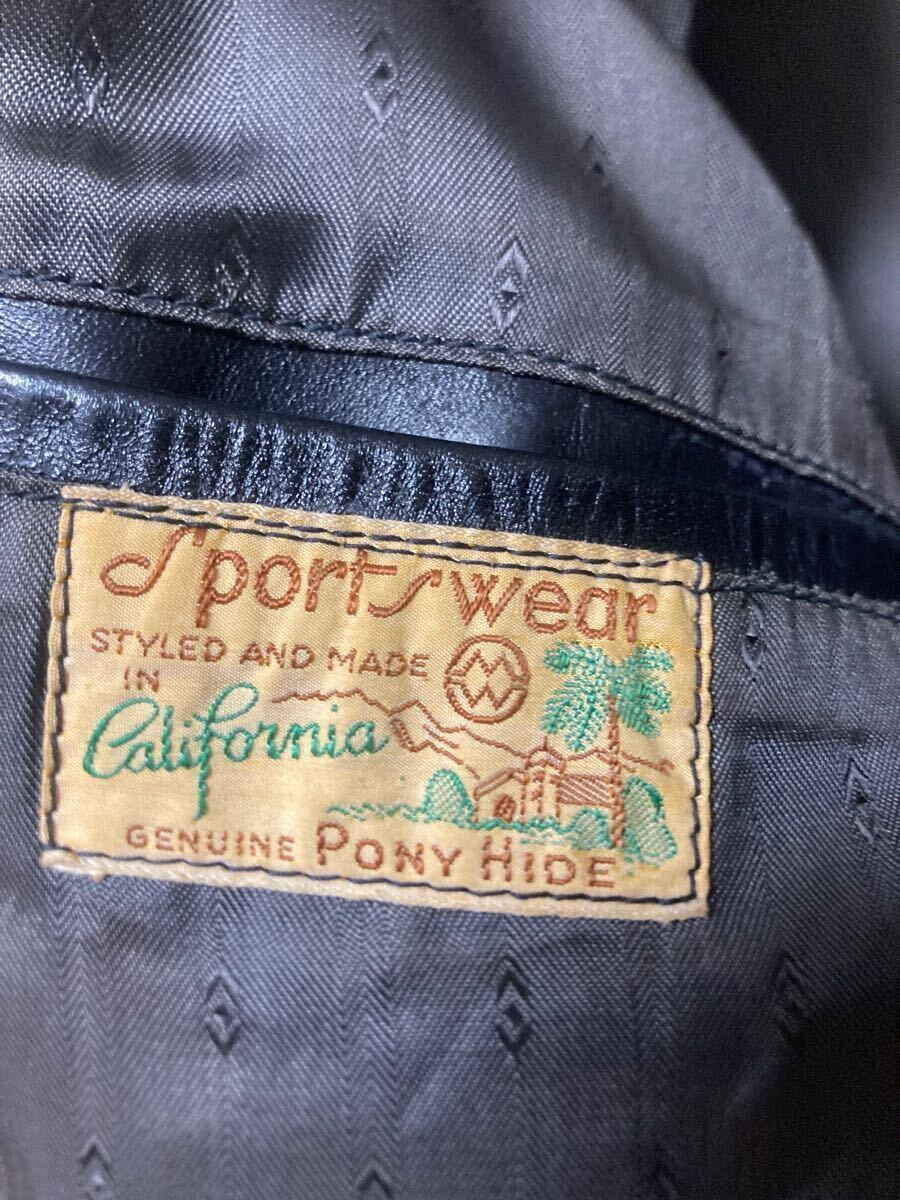 Sportswear
STYLED AND MADE
IN
California
GENUINE PONY HIDE